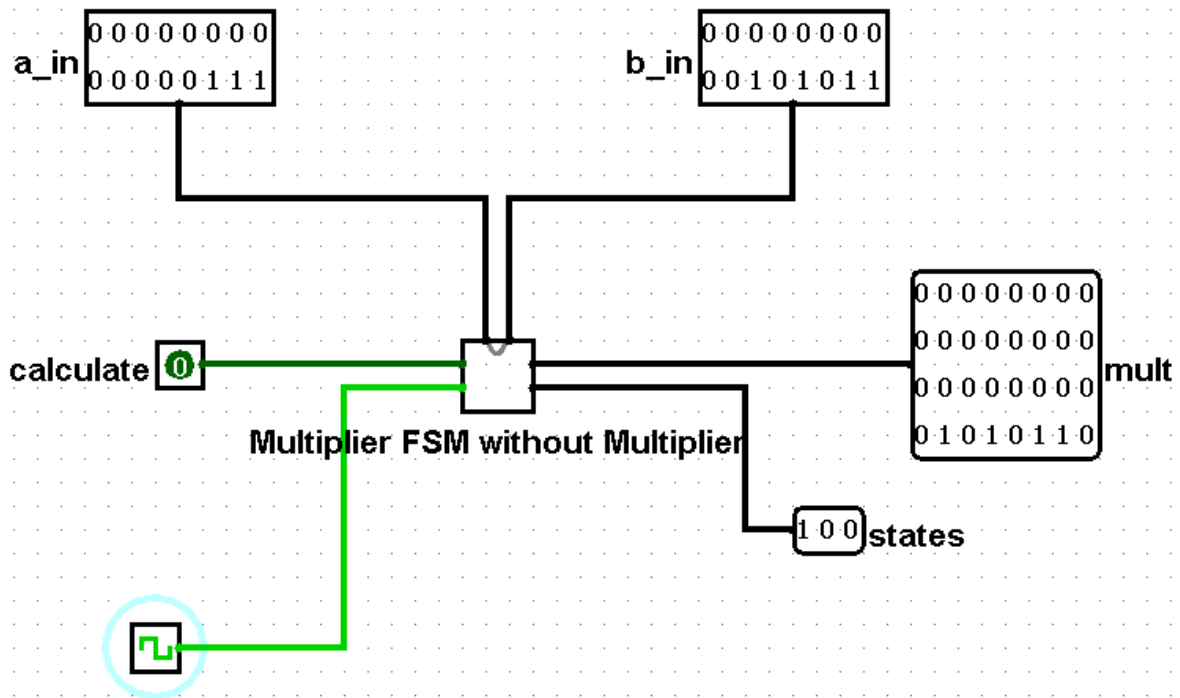 0 0 0 0 0 0 0 0
a_in
0 0 0 0 0 1 1 1
0 0 0 0 0 0 0 0
b_in
0 0 1 0 1 0 1 1
0 0 0 0 0 0 0 0
0 0 0 0 0 0 0 0
calculate 0
mult
0 0 0 0 0 0 0 0
0 1 0 1 0 1 1 0
Multiplier FSM without Multiplier
1 0 0 states